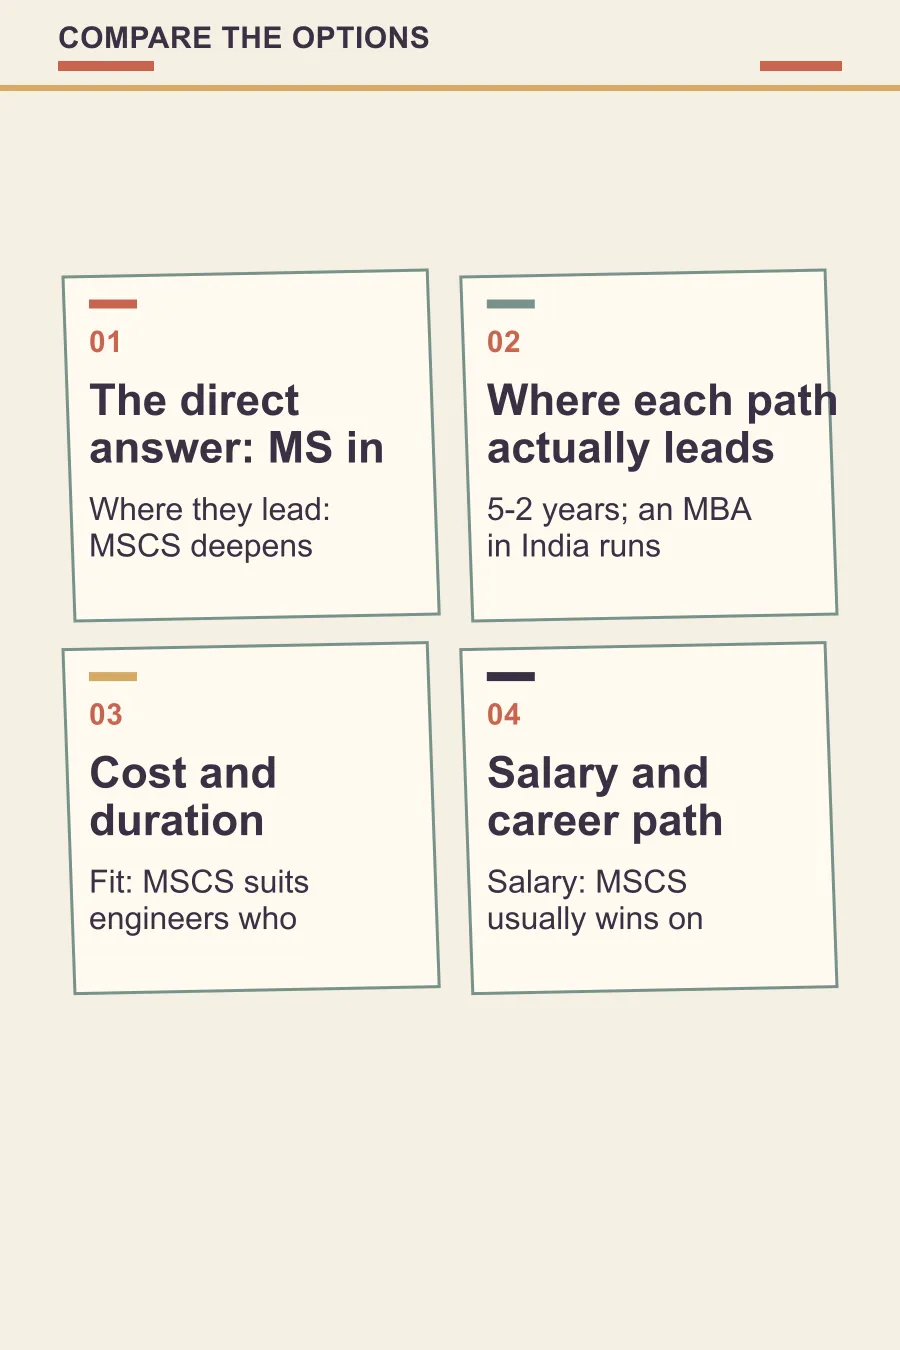 COMPARE THE OPTIONS
01
The direct
answer: MS in
Where they lead:
MSCS deepens
02
Where each path
actually leads
5-2 years; an MBA
in India runs
03
Cost and
duration
Fit: MSCS suits
engineers who
04
Salary and
career path
Salary: MSCS
usually wins on